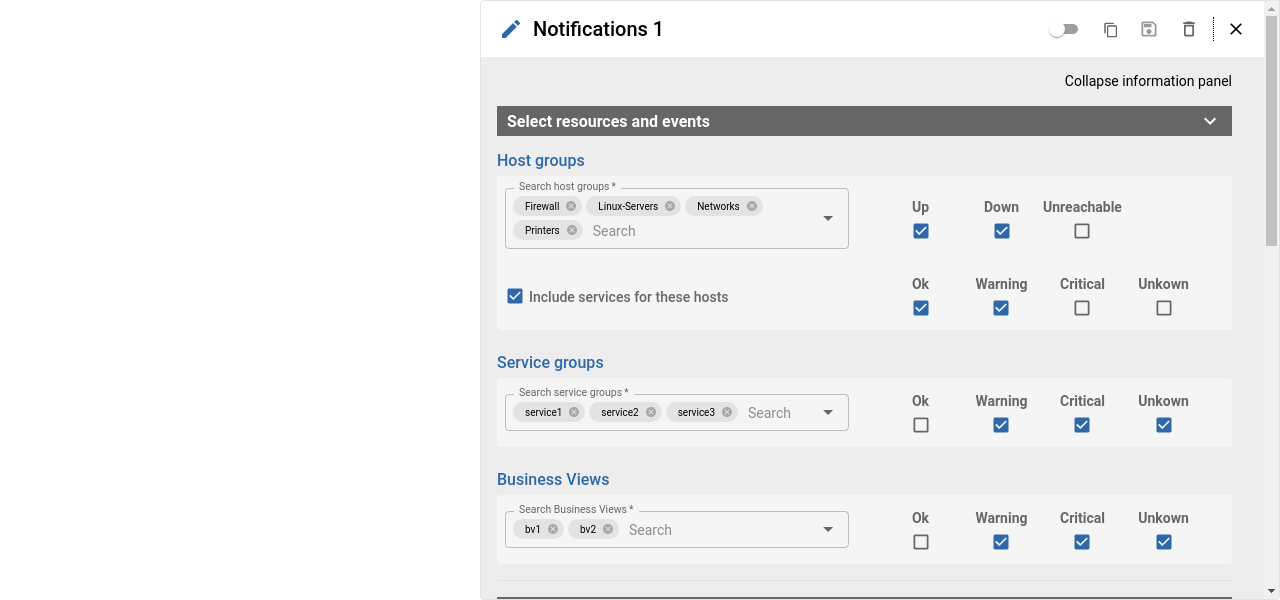 Notifications 1
Collapse information panel
Select resources and events
Host groups
Search host groups *
Firewall Linux-Servers Networks
Printers Search
Up Down Unreachable
Include services for these hosts
Ok Warning Critical Unkown
Service groups
Search service groups *
service1 service2 service3 Search
Ok Warning Critical Unkown
Business Views
Search Business Views *
bv1 bv2 Search
Ok Warning Critical Unkown